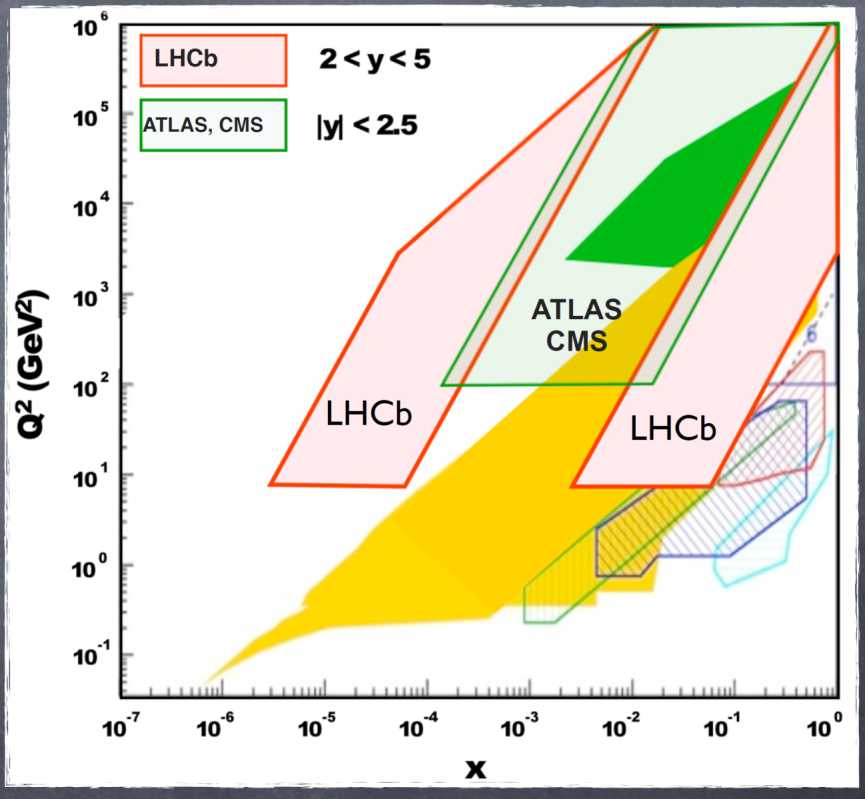 10⁶
LHCb 2 < y < 5
10⁵
ATLAS, CMS |y| < 2.5
10⁴
10³
ATLAS
CMS
6
10²
LHCb LHCb
10¹
10⁰
10⁻¹
Q² (GeV²)
10⁻⁷ 10⁻⁶ 10⁻⁵ 10⁻⁴ 10⁻³ 10⁻² 10⁻¹ 10⁰
x